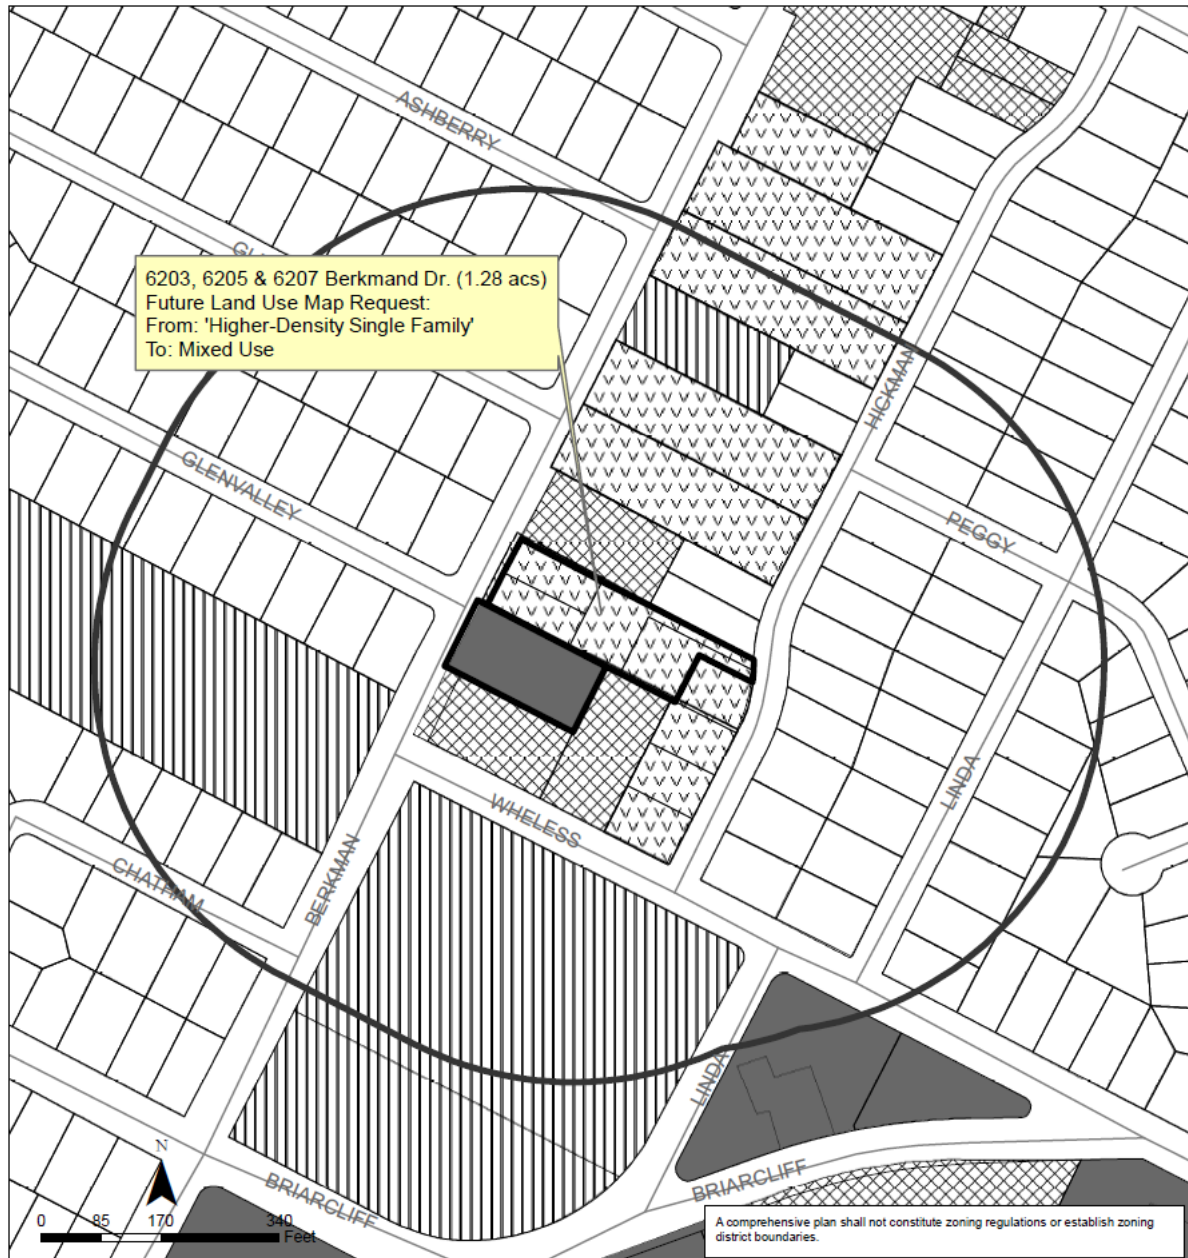 ASHBERRY
GL
6203, 6205 & 6207 Berkmand Dr. (1.28 acs)
Future Land Use Map Request:
From: 'Higher-Density Single Family'
To: Mixed Use
HICKMAN
GLENVALLEY
PEGGY
LINDA
WHELESS
CHATHAM
BERKMAN
LINDA
BRIARCLIFF
BRIARCLIFF
N
0 85 170 340
Feet
A comprehensive plan shall not constitute zoning regulations or establish zoning
district boundaries.